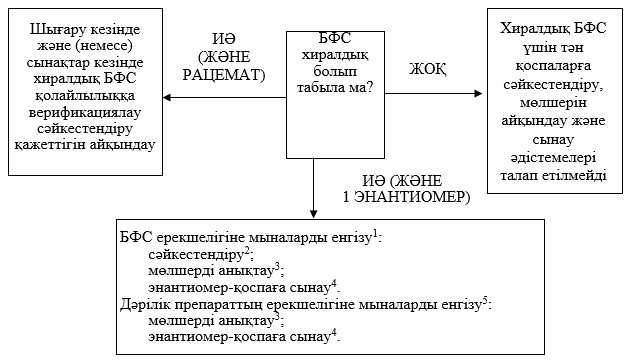 Шығару кезінде
және (немесе)
сынақтар кезінде
хиралдық БФС
қолайлылыққа
верификациялау
сәйкестендіру
қажеттігін айқындау
ИӘ
(ЖӘНЕ
РАЦЕМАТ)
БФС
хиралдық
болып
табыла ма?
ЖОҚ
Хиралдық БФС
үшін тән
қоспаларға
сәйкестендіру,
мөлшерін
айқындау және
сынау
әдістемелері
талап етілмейді
ИӘ (ЖӘНЕ
1 ЭНАНТИОМЕР)
БФС ерекшелігіне мыналарды енгізу¹:
сәйкестендіру²;
мөлшерді анықтау³;
энантиомер-қоспаға сынау⁴.
Дәрілік препараттың ерекшелігіне мыналарды енгізу⁵:
мөлшерді анықтау³;
энантиомер-қоспаға сынау⁴.